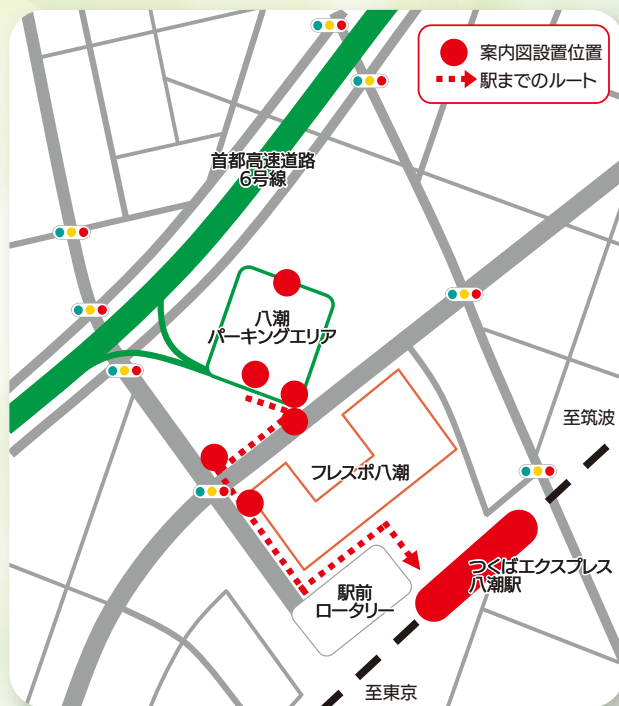 案内図設置位置
駅までのルート
首都高速道路
6号線
八潮
パーキングエリア
フレスポ八潮
至筑波
つくばエクスプレス
八潮駅
駅前
ロータリー
至東京